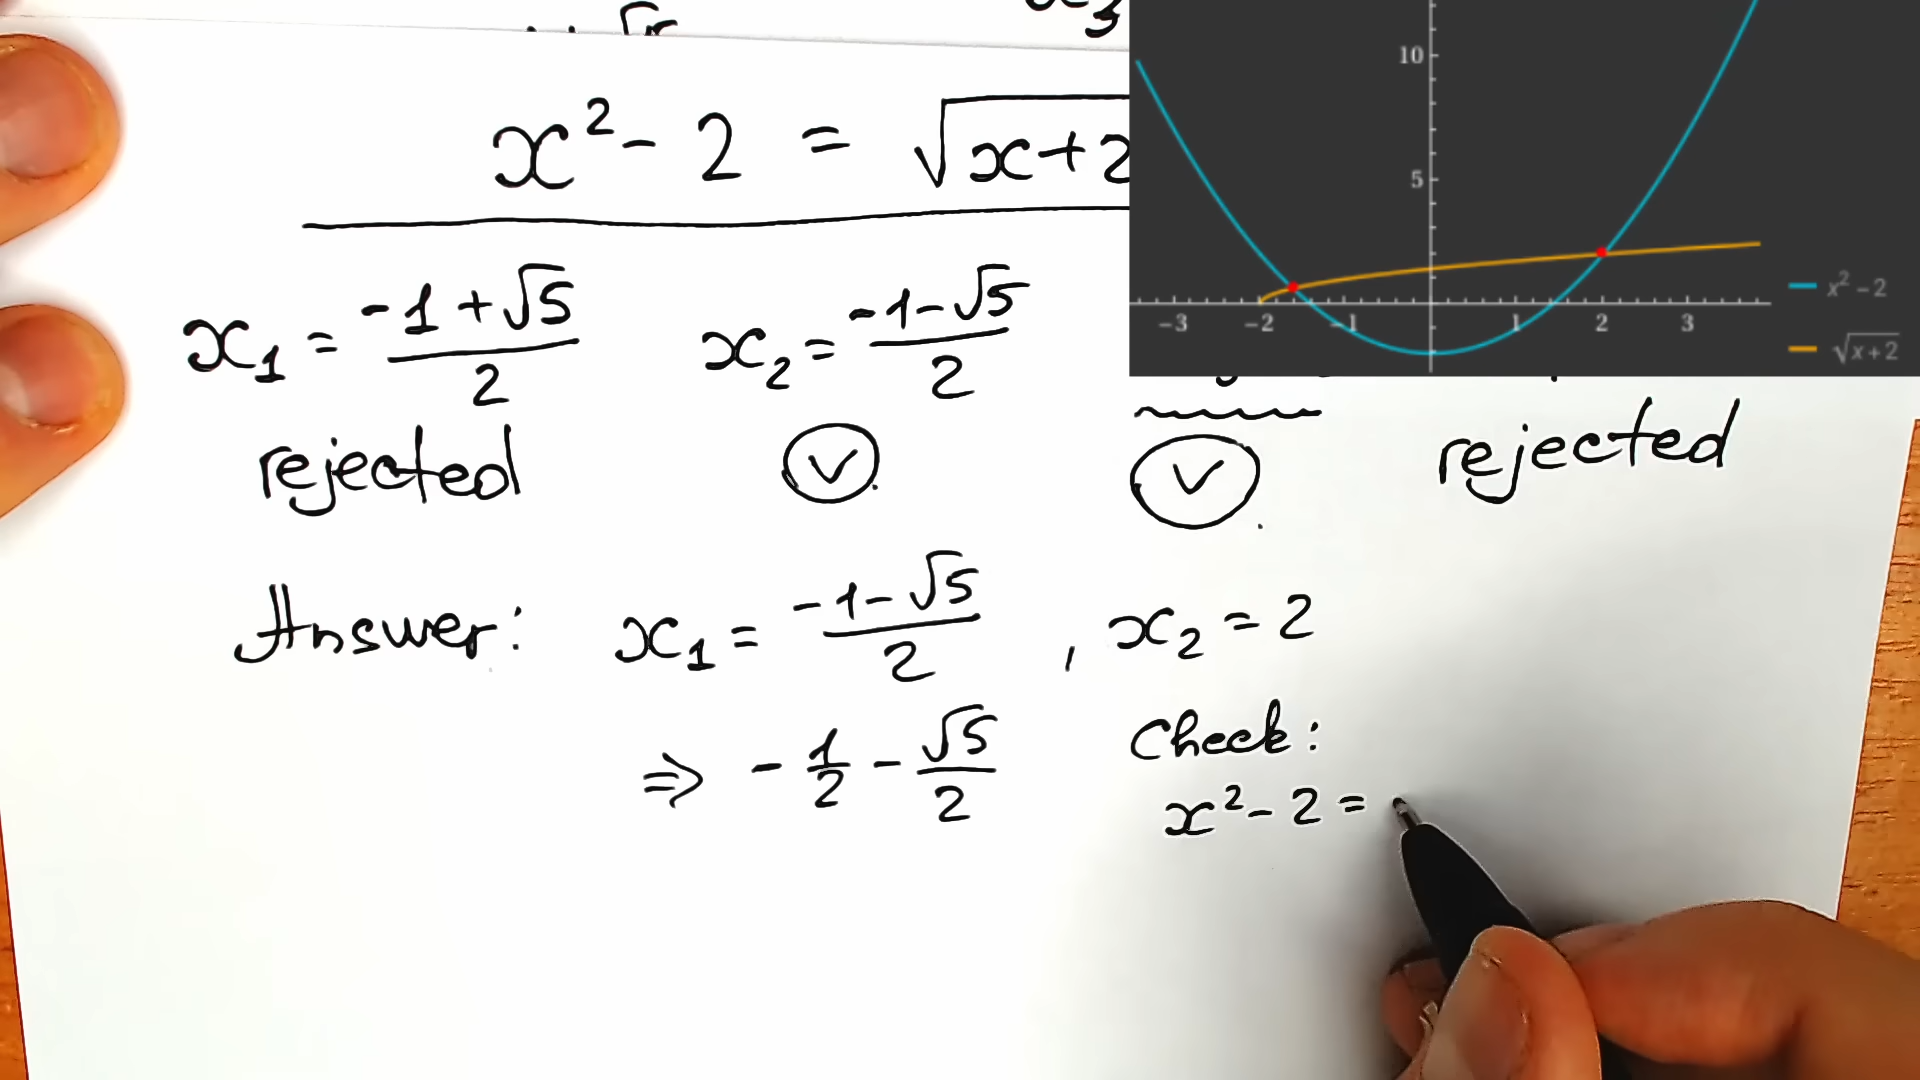 x² - 2 = √x+2
x₁ = -1+√5/2 x₂ = -1-√5/2
rejected V V rejected
Answer: x₁ = -1-√5/2 , x₂ = 2
⇒ -1/2 - √5/2 Check:
x² - 2 =
10
5
-3 -2 -1 1 2 3
x² - 2
√x+2